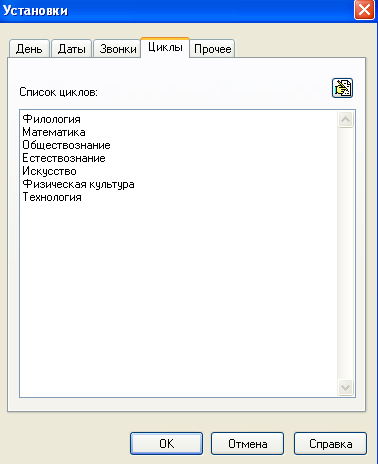 Установки
День Даты Звонки Циклы Прочее
Список циклов:
Филология
Математика
Обществознание
Естествознание
Искусство
Физическая культура
Технология
OK Отмена Справка